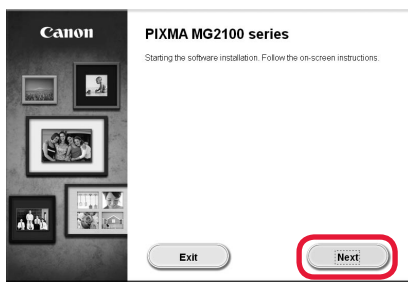 Canon
PIXMA MG2100 series
Starting the software installation. Follow the on-screen instructions.
Exit
Next